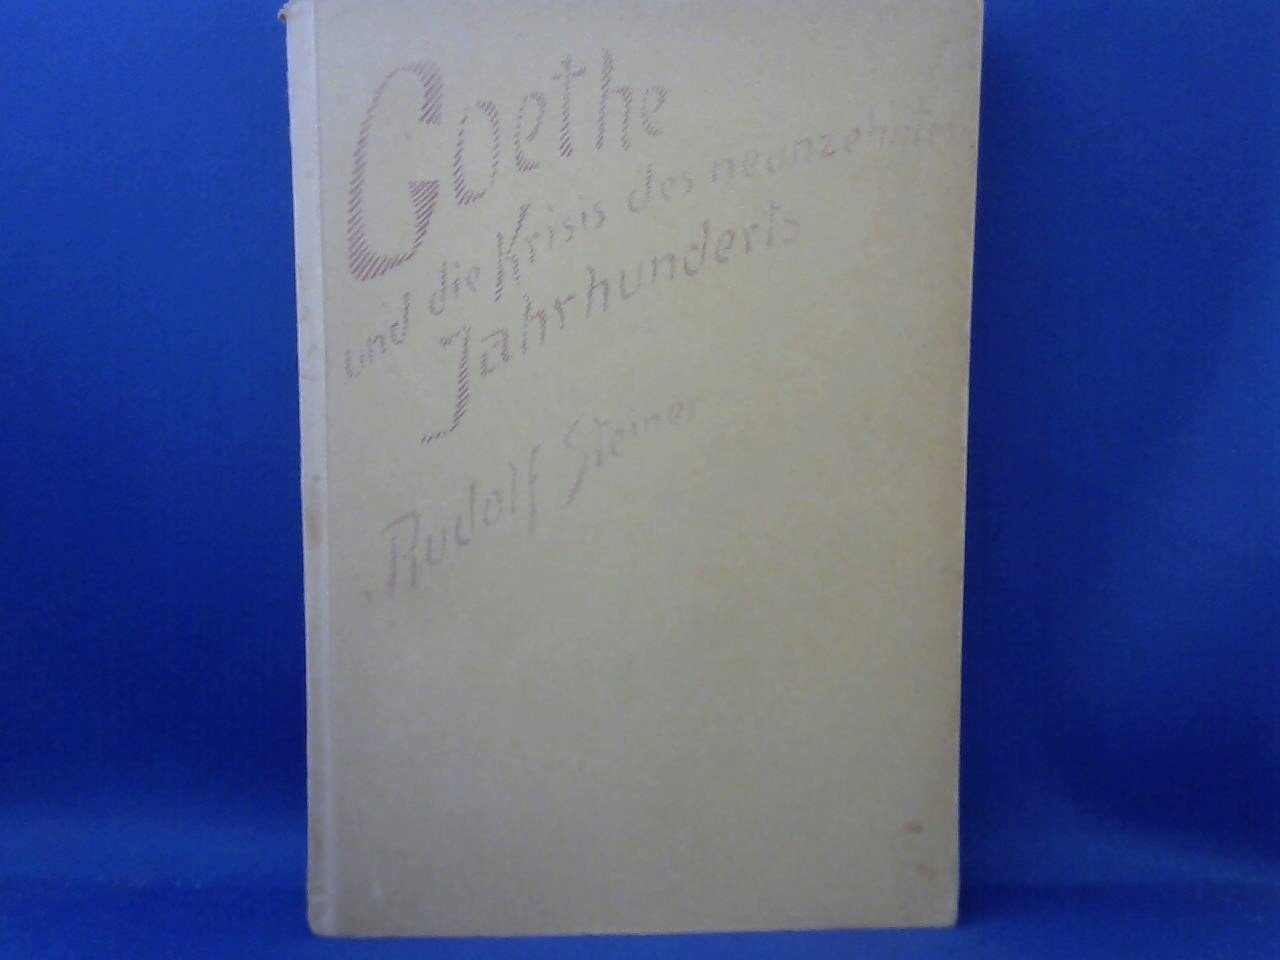 Goethe
und die Krisis des neunzehnten
Jahrhunderts
Rudolf Steiner